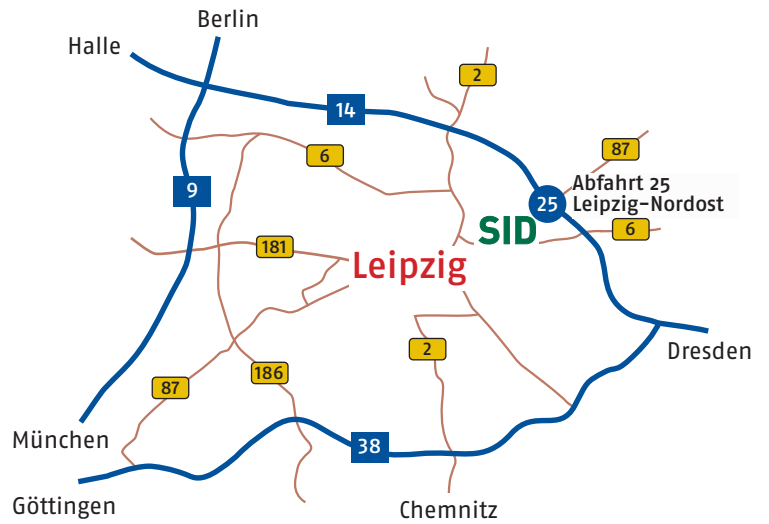 Berlin
Halle
2
14
87
6
Abfahrt 25
Leipzig-Nordost
9
25
SID
6
181
Leipzig
2
Dresden
186
87
München
38
Göttingen
Chemnitz